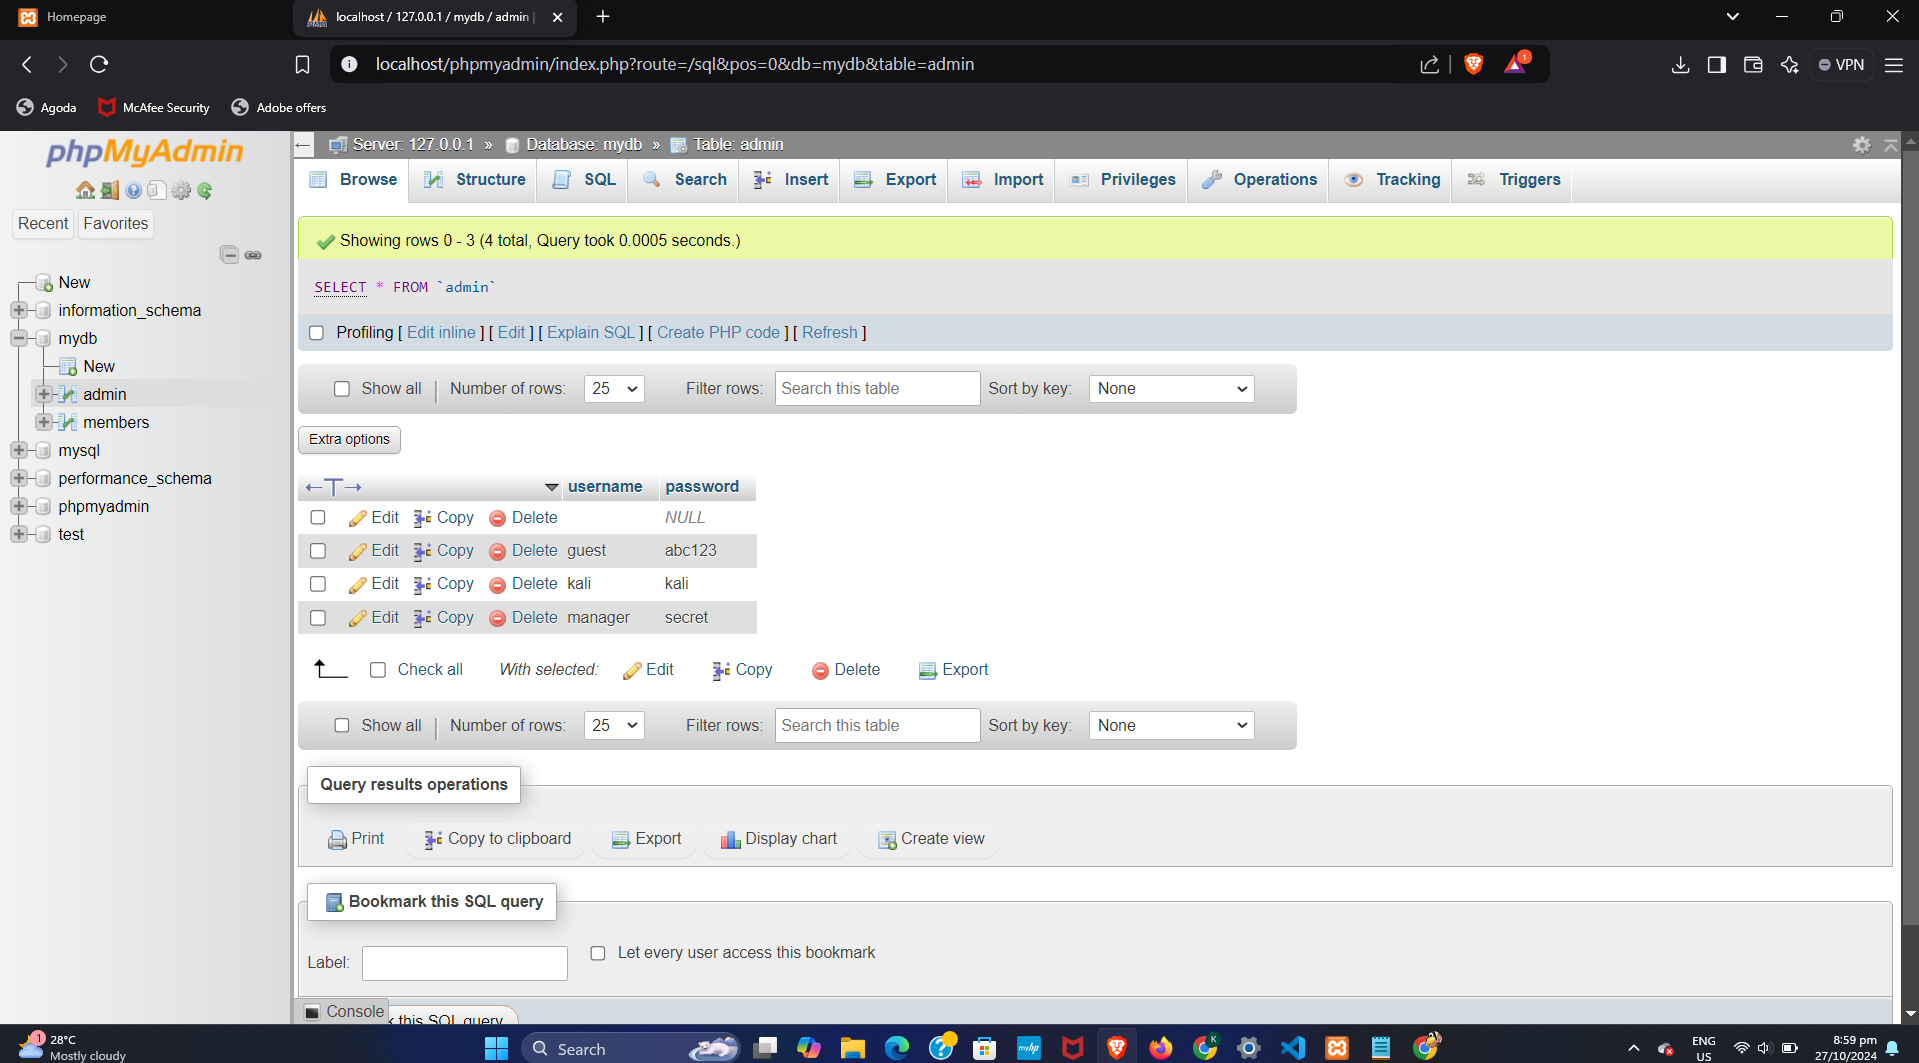 Homepage
localhost / 127.0.0.1 / mydb / admin |
localhost/phpmyadmin/index.php?route=/sql&pos=0&db=mydb&table=admin
1
VPN
Agoda
McAfee Security
Adobe offers
phpMyAdmin
Recent
Favorites
New
information_schema
mydb
New
admin
members
mysql
performance_schema
phpmyadmin
test
Server: 127.0.0.1 » Database: mydb » Table: admin
Browse Structure SQL Search Insert Export Import Privileges Operations Tracking Triggers
Showing rows 0 - 3 (4 total, Query took 0.0005 seconds.)
SELECT * FROM `admin`
Profiling [ Edit inline ] [ Edit ] [ Explain SQL ] [ Create PHP code ] [ Refresh ]
Show all | Number of rows: 25 Filter rows: Search this table Sort by key: None
Extra options
←T→ username password
Edit Copy Delete NULL
Edit Copy Delete guest abc123
Edit Copy Delete kali kali
Edit Copy Delete manager secret
Check all With selected: Edit Copy Delete Export
Show all | Number of rows: 25 Filter rows: Search this table Sort by key: None
Query results operations
Print Copy to clipboard Export Display chart Create view
Bookmark this SQL query
Label: Let every user access this bookmark
Console
k this SQL query
1
28°C
Mostly cloudy
Search
myhp
K
ENG
US
8:59 pm
27/10/2024